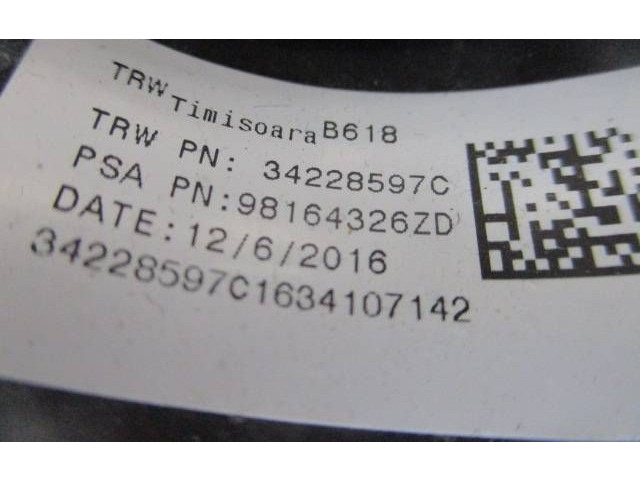 TRW Timisoara B618
TRW PN: 34228597C
PSA PN:98164326ZD
DATE:12/6/2016
34228597C1634107142